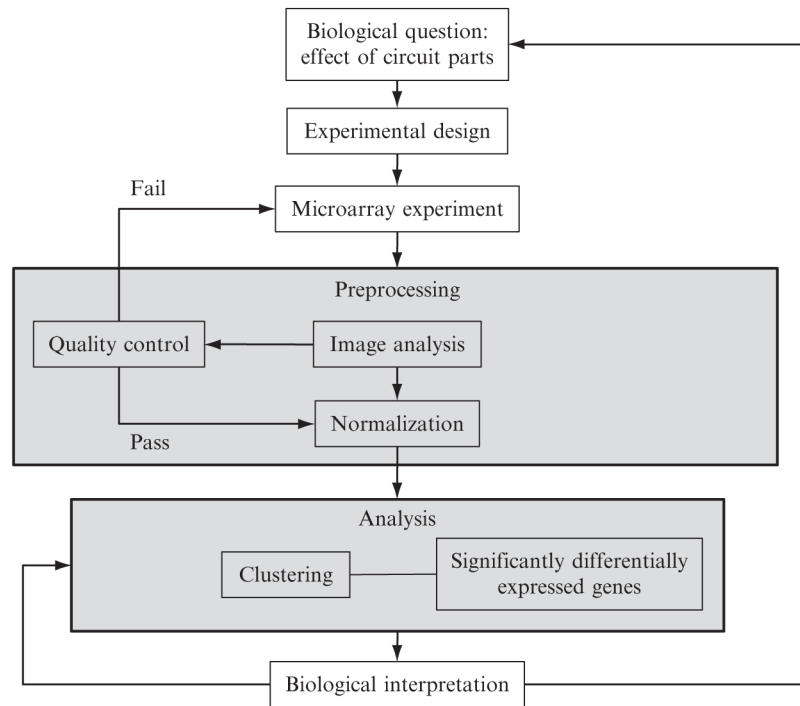 Biological question:
effect of circuit parts
Experimental design
Fail
Microarray experiment
Preprocessing
Quality control
Image analysis
Normalization
Pass
Analysis
Clustering
Significantly differentially
expressed genes
Biological interpretation